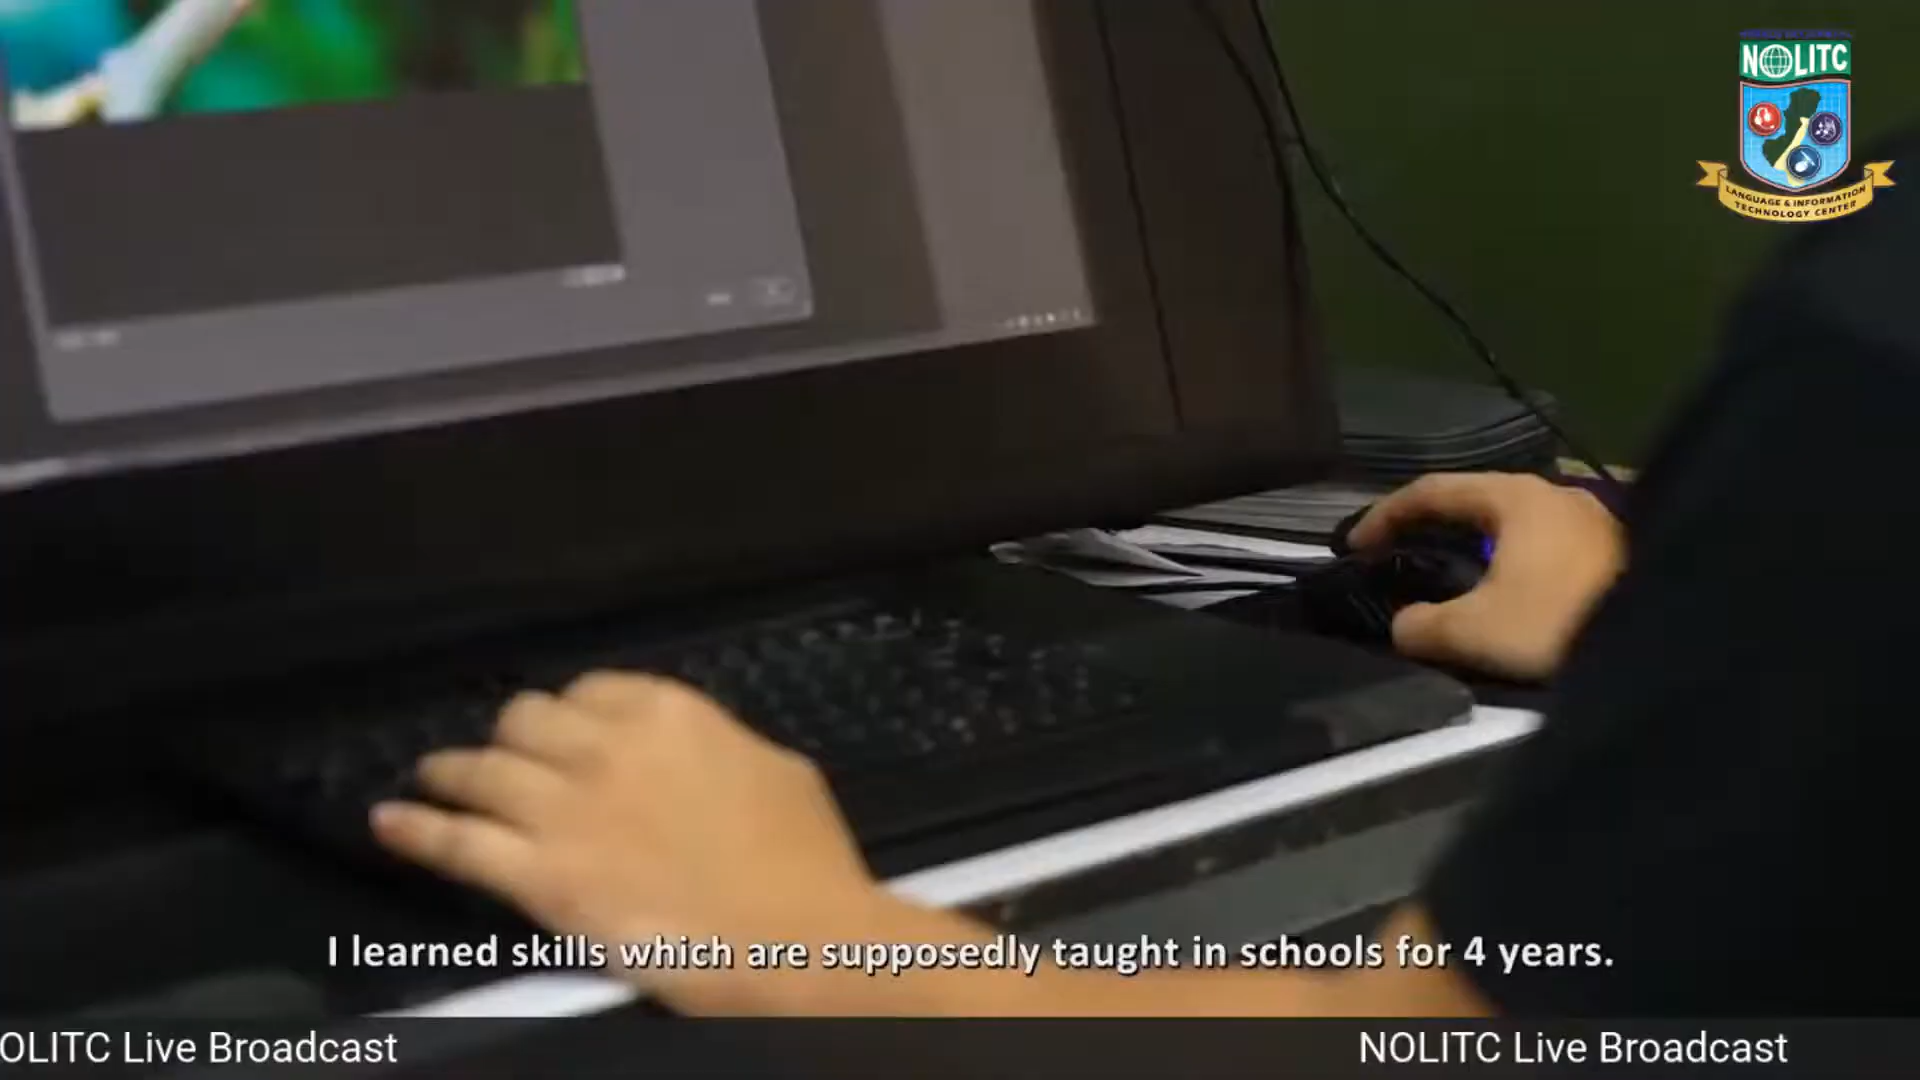 NOLITC
LANGUAGE & INFORMATION
TECHNOLOGY CENTER
I learned skills which are supposedly taught in schools for 4 years.
OLITC Live Broadcast
NOLITC Live Broadcast